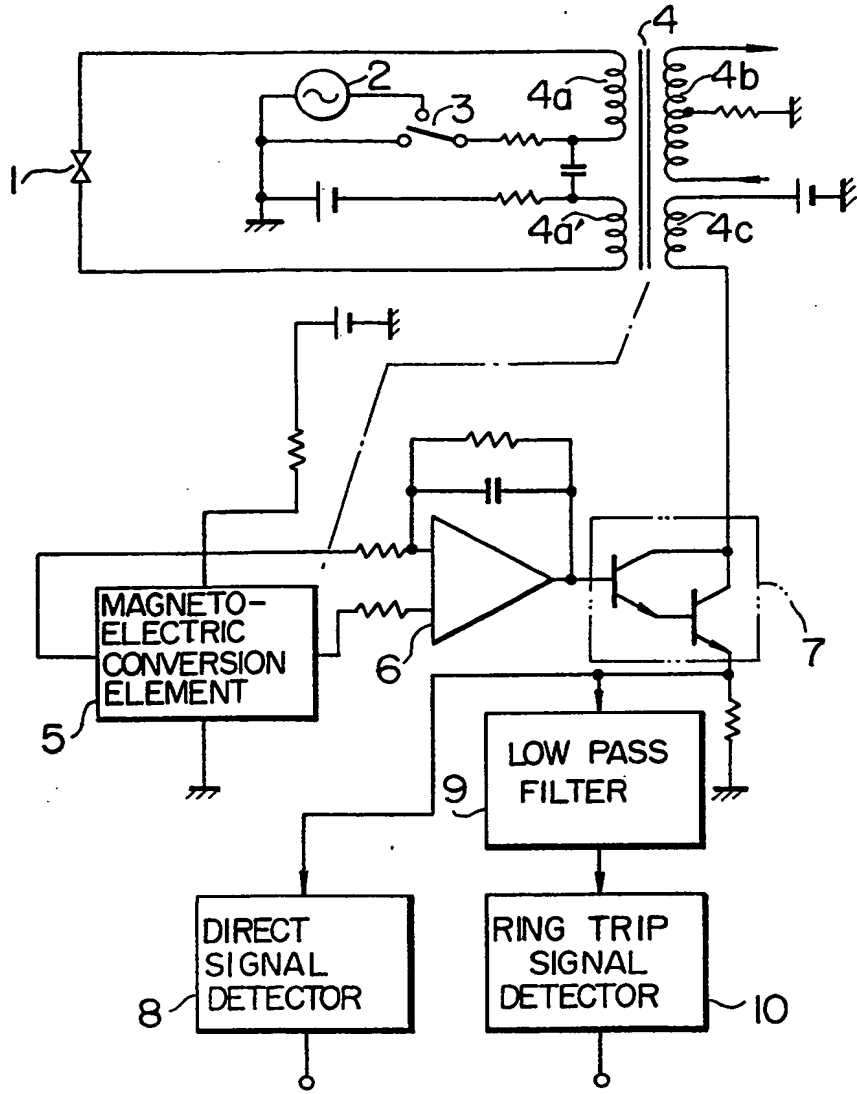 4
2
4a
4b
3
1
4a'
4c
MAGNETO-
ELECTRIC
CONVERSION
ELEMENT
5
6
7
LOW PASS
FILTER
9
DIRECT
SIGNAL
DETECTOR
8
RING TRIP
SIGNAL
DETECTOR
10